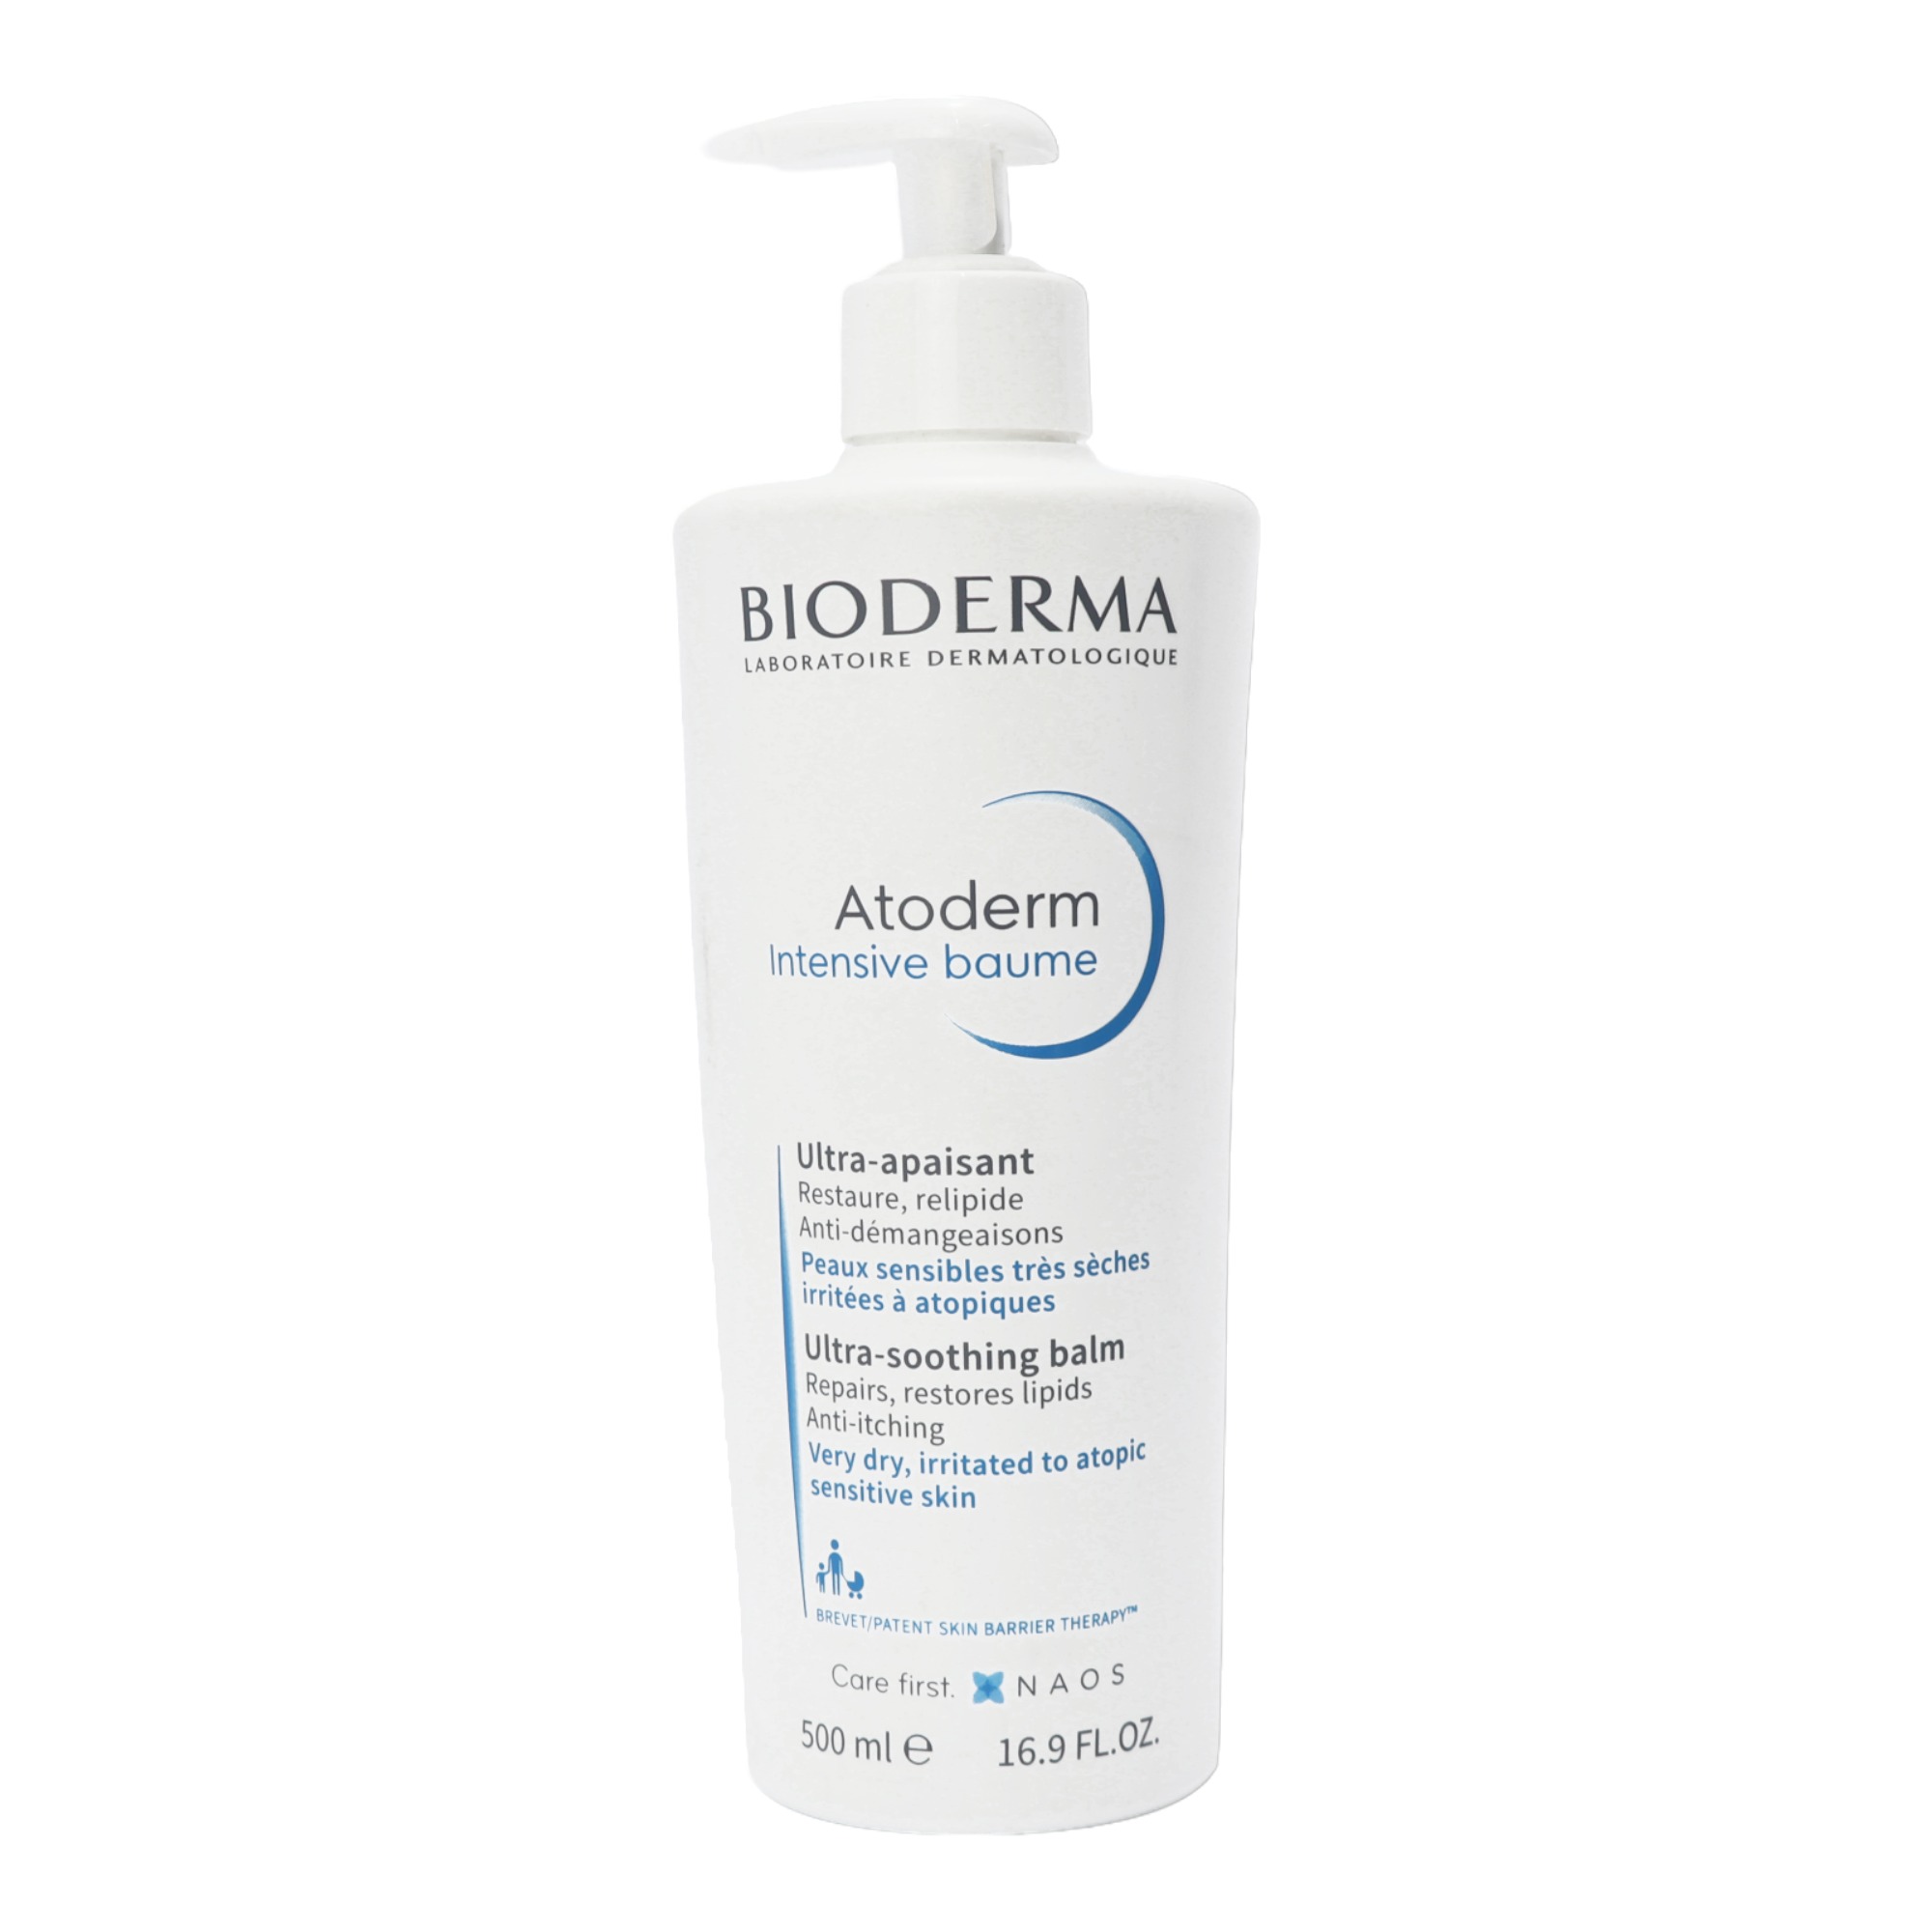 BIODERMA
LABORATOIRE DERMATOLOGIQUE
Atoderm
Intensive baume
Ultra-apaisant
Restaure, relipide
Anti-démangeaisons
Peaux sensibles très sèches
irritées à atopiques
Ultra-soothing balm
Repairs, restores lipids
Anti-itching
Very dry, irritated to atopic
sensitive skin
BREVET/PATENT SKIN BARRIER THERAPY™
Care first. NAOS
500 ml ℮ 16.9 FL.OZ.